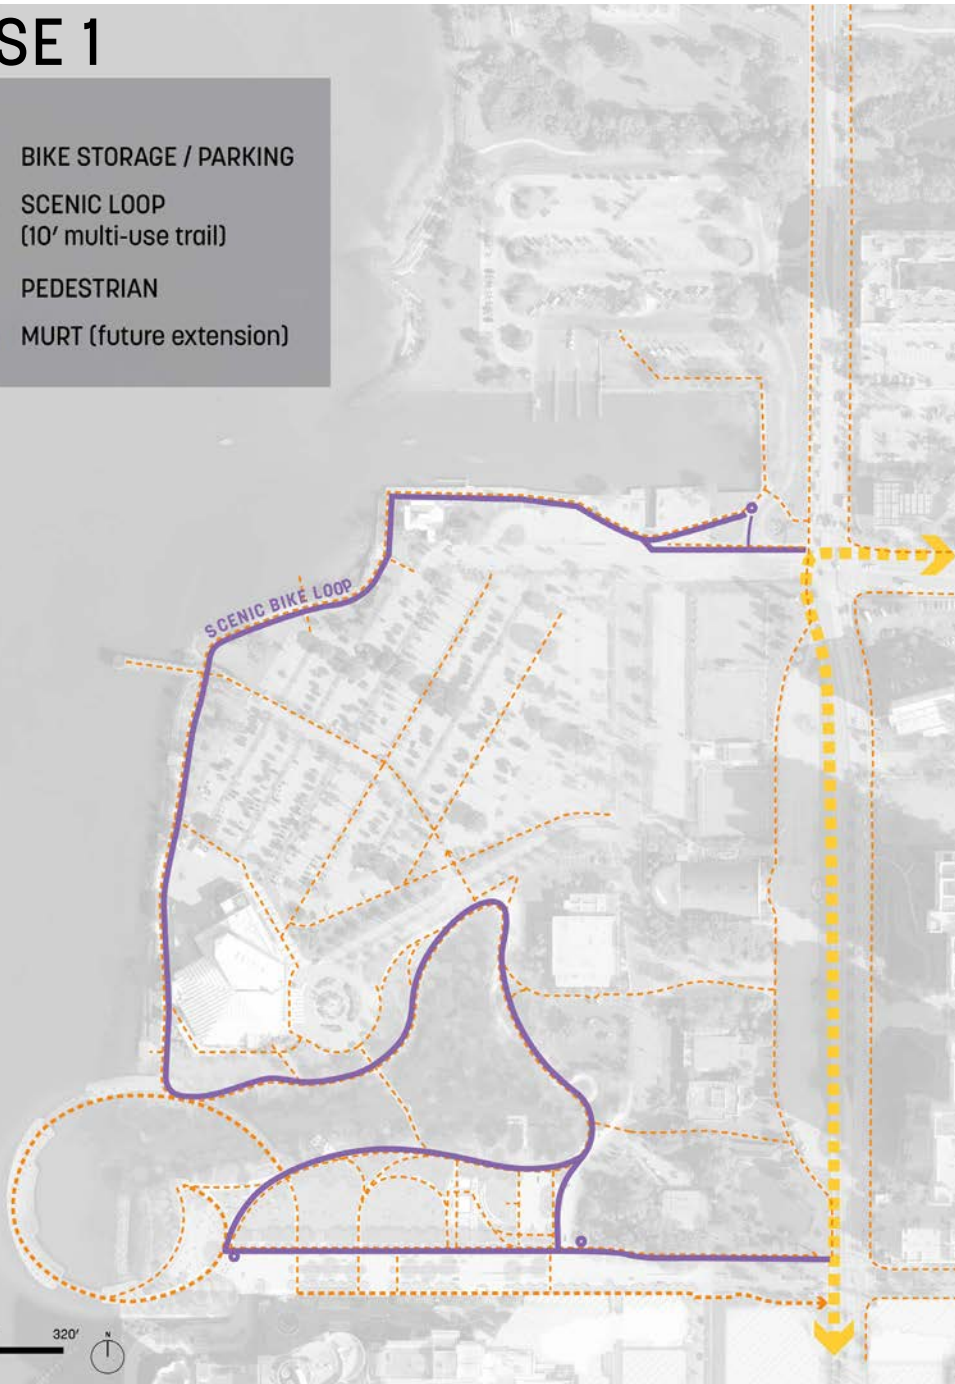 SE 1
BIKE STORAGE / PARKING
SCENIC LOOP
(10' multi-use trail)
PEDESTRIAN
MURT (future extension)
SCENIC BIKE LOOP
320'
N